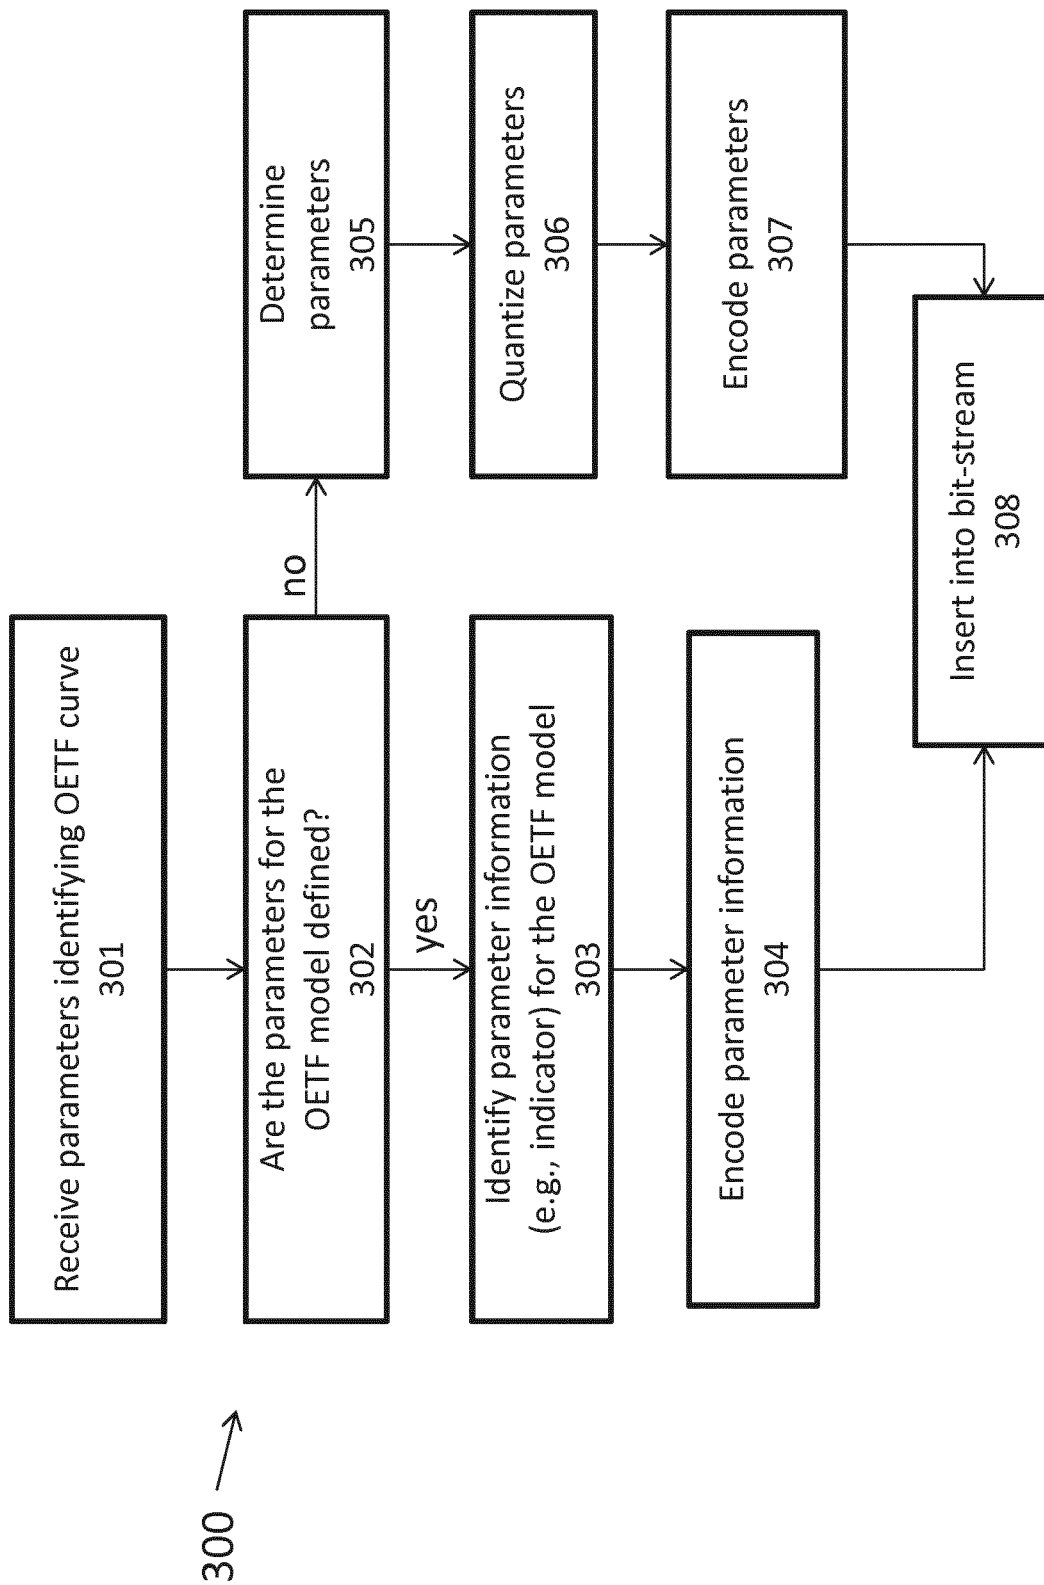 300
Receive parameters identifying OETF curve
301
Are the parameters for the
OETF model defined?
302
no
yes
Identify parameter information
(e.g., indicator) for the OETF model
303
Encode parameter information
304
Determine
parameters
305
Quantize parameters
306
Encode parameters
307
Insert into bit-stream
308